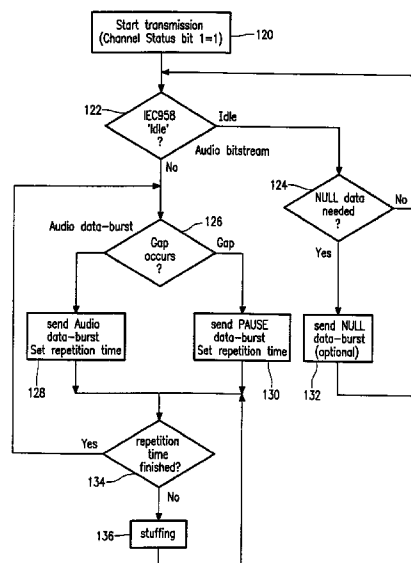 Start transmission
(Channel Status bit 1=1)
120
122
IEC958
'Idle'
?
Idle
Audio bitstream
No
124
NULL data
needed
?
No
Yes
Audio data-burst
126
Gap
occurs
?
Gap
send Audio
data-burst
Set repetition time
128
send PAUSE
data-burst
Set repetition time
130
send NULL
data-burst
(optional)
132
Yes
repetition
time
finished?
134
No
136
stuffing